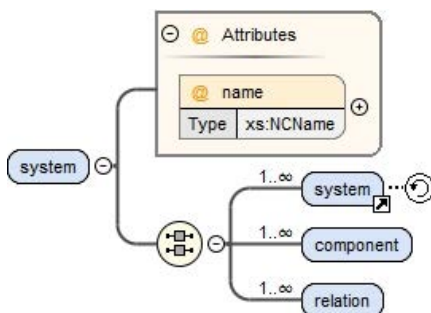 @ Attributes
@ name
Type xs:NCName
system
1..∞
system
1..∞
component
1..∞
relation